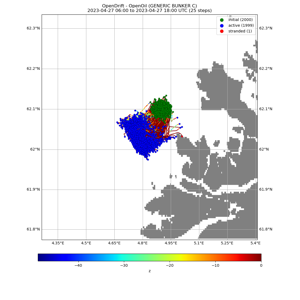 OpenDrift - OpenOil (GENERIC BUNKER C)
2023-04-27 06:00 to 2023-04-27 18:00 UTC (25 steps)
initial (2000)
active (1999)
stranded (1)
62.3°N
62.3°N
62.2°N
62.2°N
62.1°N
62.1°N
62°N
62°N
61.9°N
61.9°N
61.8°N
61.8°N
4.35°E
4.5°E
4.65°E
4.8°E
4.95°E
5.1°E
5.25°E
5.4°E
−40
−30
−20
−10
0
z